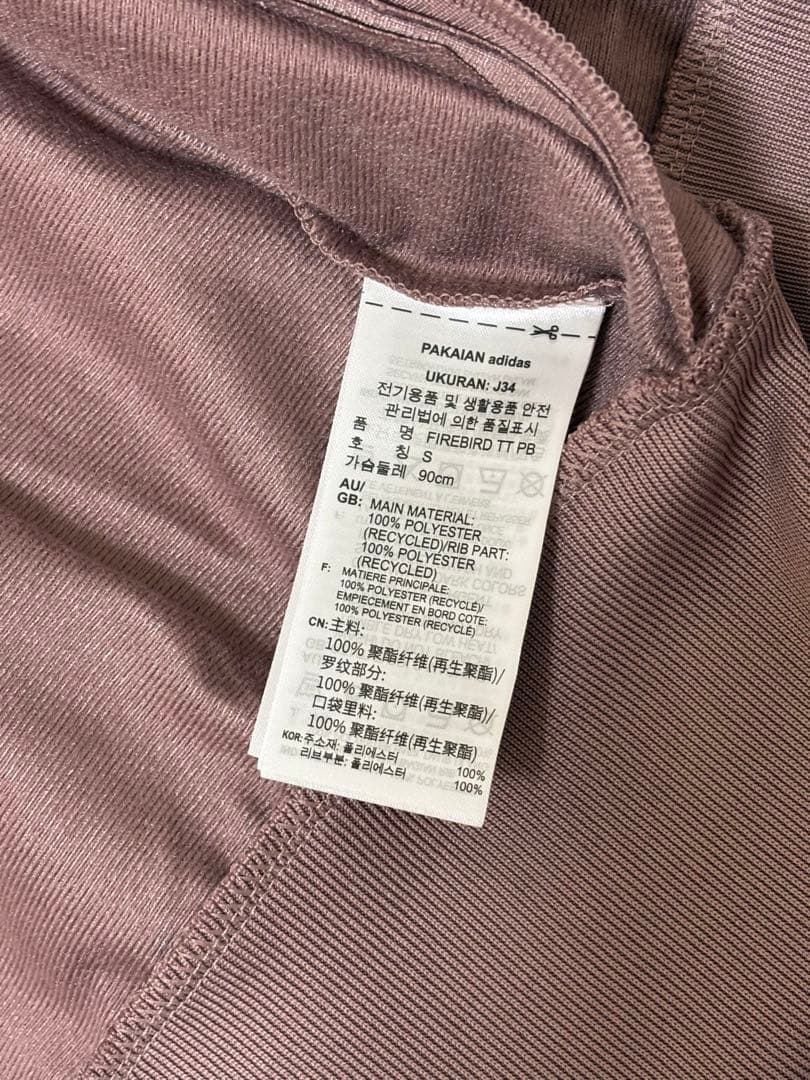 PAKAIAN adidas
UKURAN: J34
전기용품 및 생활용품 안전
관리법에 의한 품질표시
품 명 FIREBIRD TT PB
호 칭 S
가슴둘레 90cm
AU/
GB: MAIN MATERIAL:
100% POLYESTER
(RECYCLED)/RIB PART:
100% POLYESTER
(RECYCLED)
F: MATIERE PRINCIPALE:
100% POLYESTER (RECYCLÉ)/
EMPIECEMENT EN BORD COTE:
100% POLYESTER (RECYCLÉ)
CN: 主料:
100% 聚酯纤维(再生聚酯)/
罗纹部分:
100% 聚酯纤维(再生聚酯)/
口袋里料:
100% 聚酯纤维(再生聚酯)
KOR: 주소재: 폴리에스터 100%
리브부분: 폴리에스터 100%